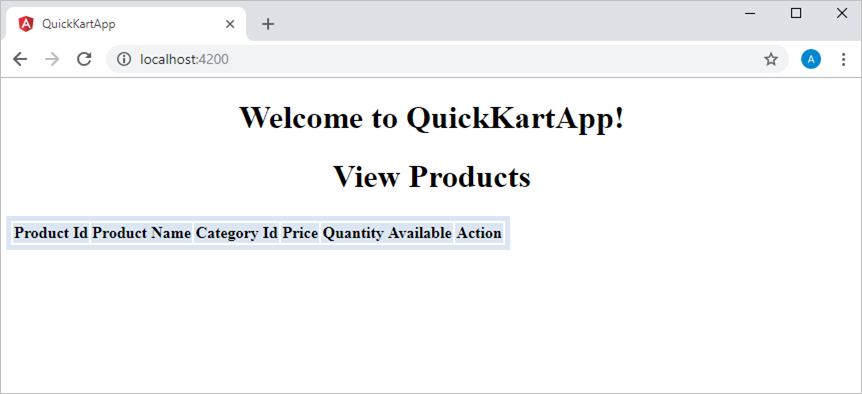 QuickKartApp
localhost:4200
A
Welcome to QuickKartApp!
View Products
Product Id Product Name Category Id Price Quantity Available Action